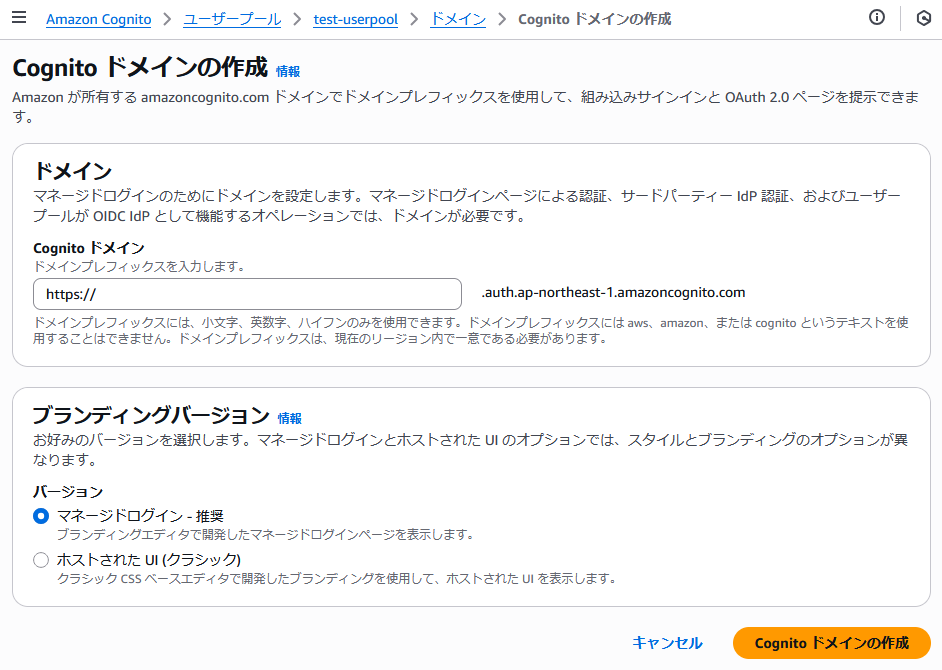 Amazon Cognito > ユーザープール > test-userpool > ドメイン > Cognito ドメインの作成
Cognito ドメインの作成 情報
Amazon が所有する amazoncognito.com ドメインでドメインプレフィックスを使用して、組み込みサインインと OAuth 2.0 ページを提示できま
す。
ドメイン
マネージドログインのためにドメインを設定します。マネージドログインページによる認証、サードパーティー IdP 認証、およびユーザー
プールが OIDC IdP として機能するオペレーションでは、ドメインが必要です。
Cognito ドメイン
ドメインプレフィックスを入力します。
https:// .auth.ap-northeast-1.amazoncognito.com
ドメインプレフィックスには、小文字、英数字、ハイフンのみを使用できます。ドメインプレフィックスには aws、amazon、または cognito というテキストを使
用することはできません。ドメインプレフィックスは、現在のリージョン内で一意である必要があります。
ブランディングバージョン 情報
お好みのバージョンを選択します。マネージドログインとホストされた UI のオプションでは、スタイルとブランディングのオプションが異
なります。
バージョン
マネージドログイン - 推奨
ブランディングエディタで開発したマネージドログインページを表示します。
ホストされた UI (クラシック)
クラシック CSS ベースエディタで開発したブランディングを使用して、ホストされた UI を表示します。
キャンセル Cognito ドメインの作成